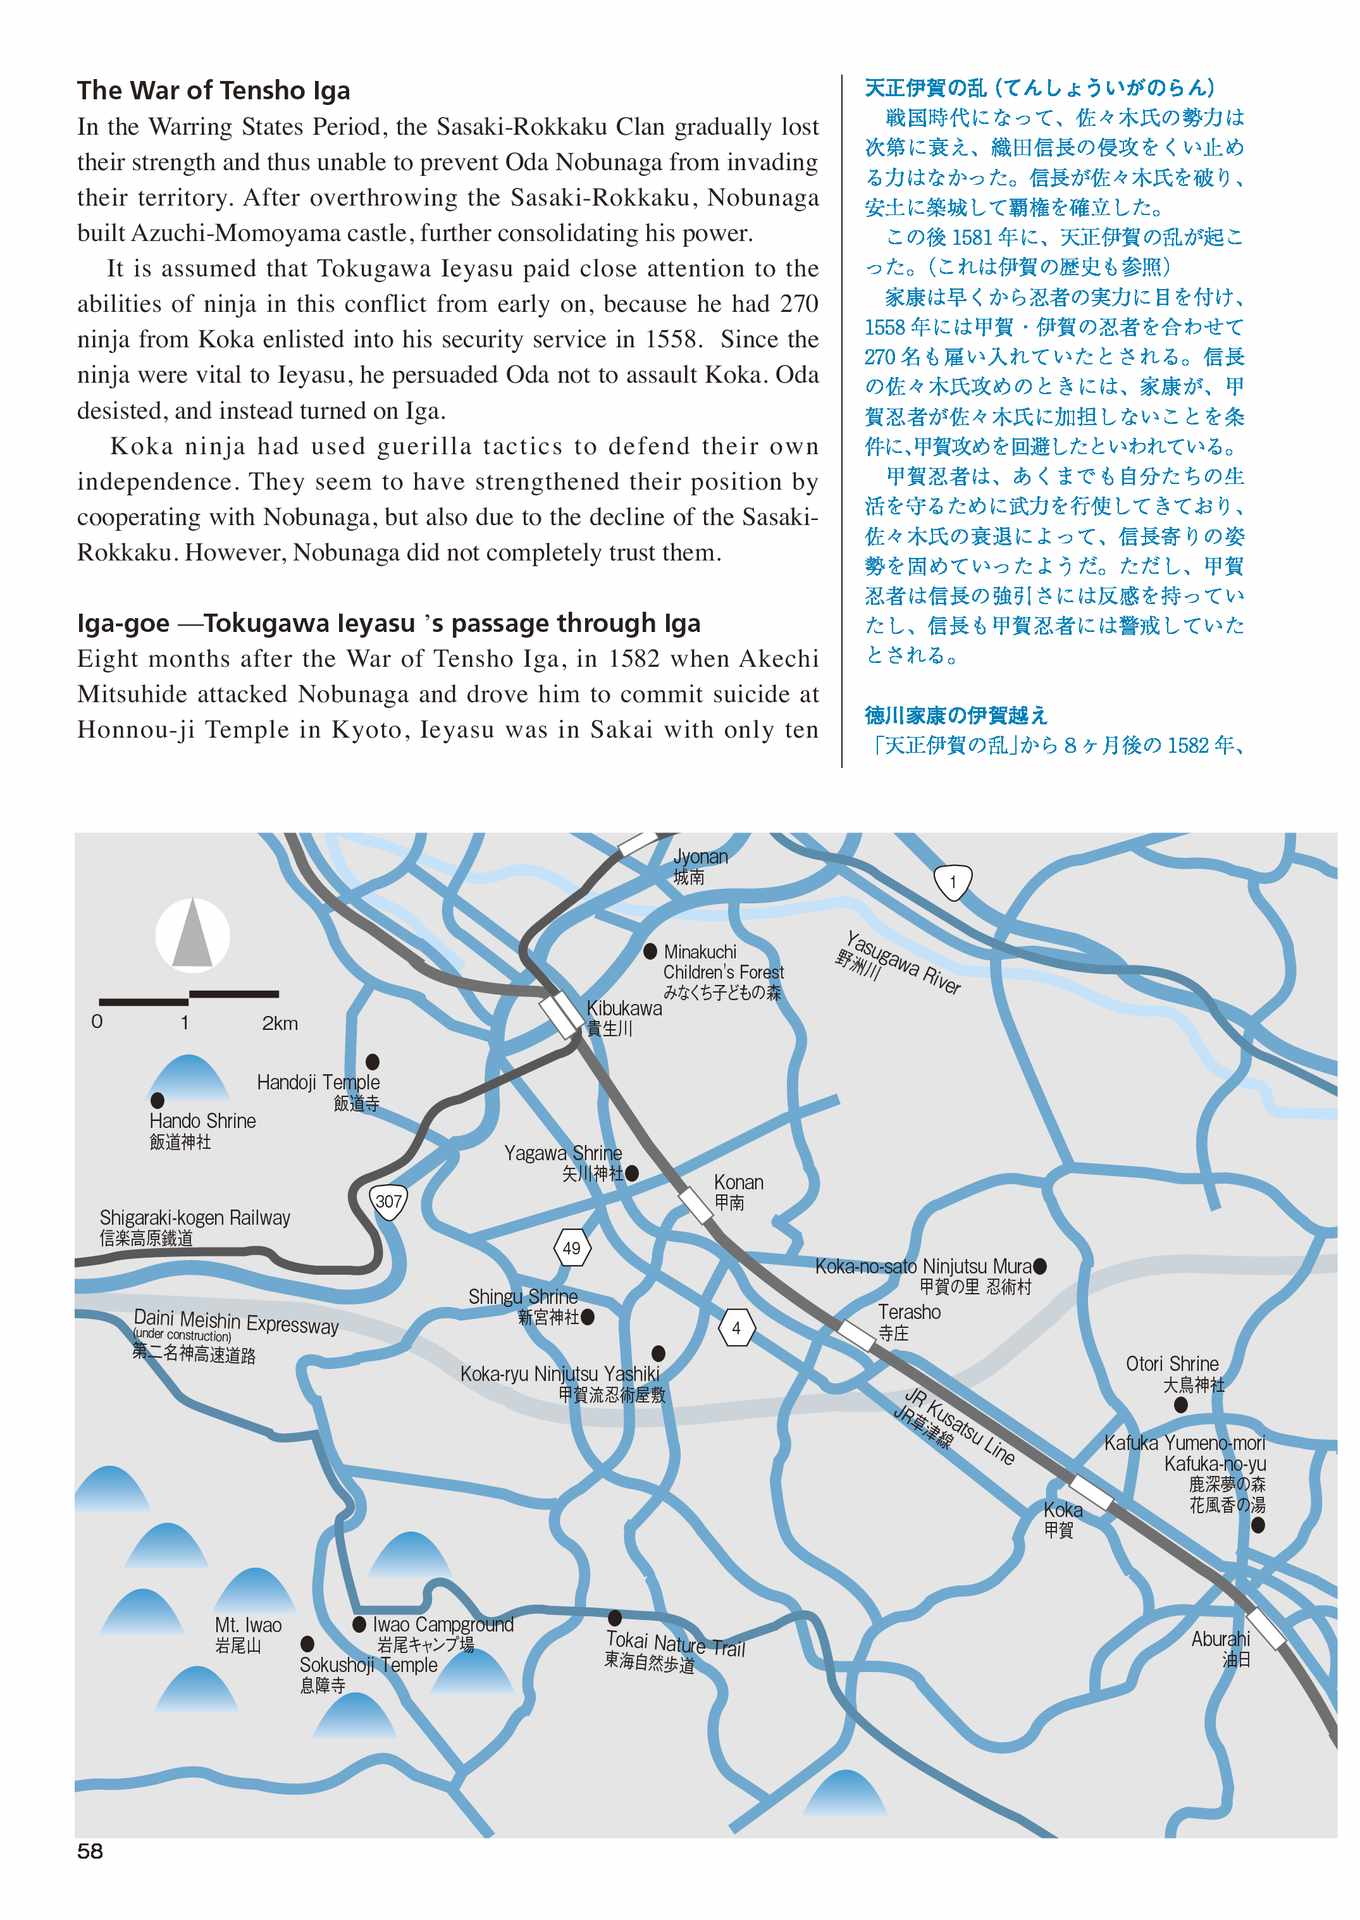 The War of Tensho Iga
In the Warring States Period, the Sasaki-Rokkaku Clan gradually lost
their strength and thus unable to prevent Oda Nobunaga from invading
their territory. After overthrowing the Sasaki-Rokkaku, Nobunaga
built Azuchi-Momoyama castle, further consolidating his power.
It is assumed that Tokugawa Ieyasu paid close attention to the
abilities of ninja in this conflict from early on, because he had 270
ninja from Koka enlisted into his security service in 1558. Since the
ninja were vital to Ieyasu, he persuaded Oda not to assault Koka. Oda
desisted, and instead turned on Iga.
Koka ninja had used guerilla tactics to defend their own
independence. They seem to have strengthened their position by
cooperating with Nobunaga, but also due to the decline of the Sasaki-
Rokkaku. However, Nobunaga did not completely trust them.
Iga-goe —Tokugawa Ieyasu ’s passage through Iga
Eight months after the War of Tensho Iga, in 1582 when Akechi
Mitsuhide attacked Nobunaga and drove him to commit suicide at
Honnou-ji Temple in Kyoto, Ieyasu was in Sakai with only ten
天正伊賀の乱（てんしょういがのらん）
戦国時代になって、佐々木氏の勢力は
次第に衰え、織田信長の侵攻をくい止め
る力はなかった。信長が佐々木氏を破り、
安土に築城して覇権を確立した。
この後 1581 年に、天正伊賀の乱が起こ
った。（これは伊賀の歴史も参照）
家康は早くから忍者の実力に目を付け、
1558 年には甲賀・伊賀の忍者を合わせて
270 名も雇い入れていたとされる。信長
の佐々木氏攻めのときには、家康が、甲
賀忍者が佐々木氏に加担しないことを条
件に、甲賀攻めを回避したといわれている。
甲賀忍者は、あくまでも自分たちの生
活を守るために武力を行使してきており、
佐々木氏の衰退によって、信長寄りの姿
勢を固めていったようだ。ただし、甲賀
忍者は信長の強引さには反感を持ってい
たし、信長も甲賀忍者には警戒していた
とされる。
徳川家康の伊賀越え
「天正伊賀の乱」から８ヶ月後の 1582 年、
Jyonan
城南
1
Minakuchi
Children's Forest
みなくち子どもの森
Yasugawa River
野洲川
Kibukawa
貴生川
0 1 2km
Handoji Temple
飯道寺
Hando Shrine
飯道神社
Yagawa Shrine
矢川神社
Konan
甲南
307
Shigaraki-kogen Railway
信楽高原鐵道
49
Koka-no-sato Ninjutsu Mura
甲賀の里 忍術村
Shingu Shrine
新宮神社
Terasho
寺庄
4
Daini Meishin Expressway
(under construction)
第二名神高速道路
Koka-ryu Ninjutsu Yashiki
甲賀流忍術屋敷
JR Kusatsu Line
JR草津線
Otori Shrine
大鳥神社
Kafuka Yumeno-mori
Kafuka-no-yu
鹿深夢の森
花風香の湯
Koka
甲賀
Mt. Iwao
岩尾山
Iwao Campground
岩尾キャンプ場
Sokushoji Temple
息障寺
Tokai Nature Trail
東海自然歩道
Aburahi
油日
58